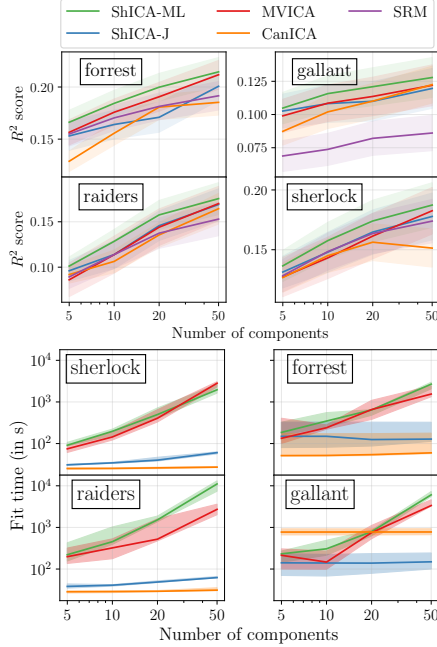 ShICA-ML MVICA SRM
ShICA-J CanICA
forrest gallant
0.20
0.15
R² score
0.125
0.100
0.075
R² score
raiders sherlock
0.15
0.10
R² score
0.20
0.15
5 10 20 50 5 10 20 50
Number of components
sherlock forrest
10⁴
10³
10²
Fit time (in s)
raiders gallant
10⁴
10³
10²
5 10 20 50 5 10 20 50
Number of components